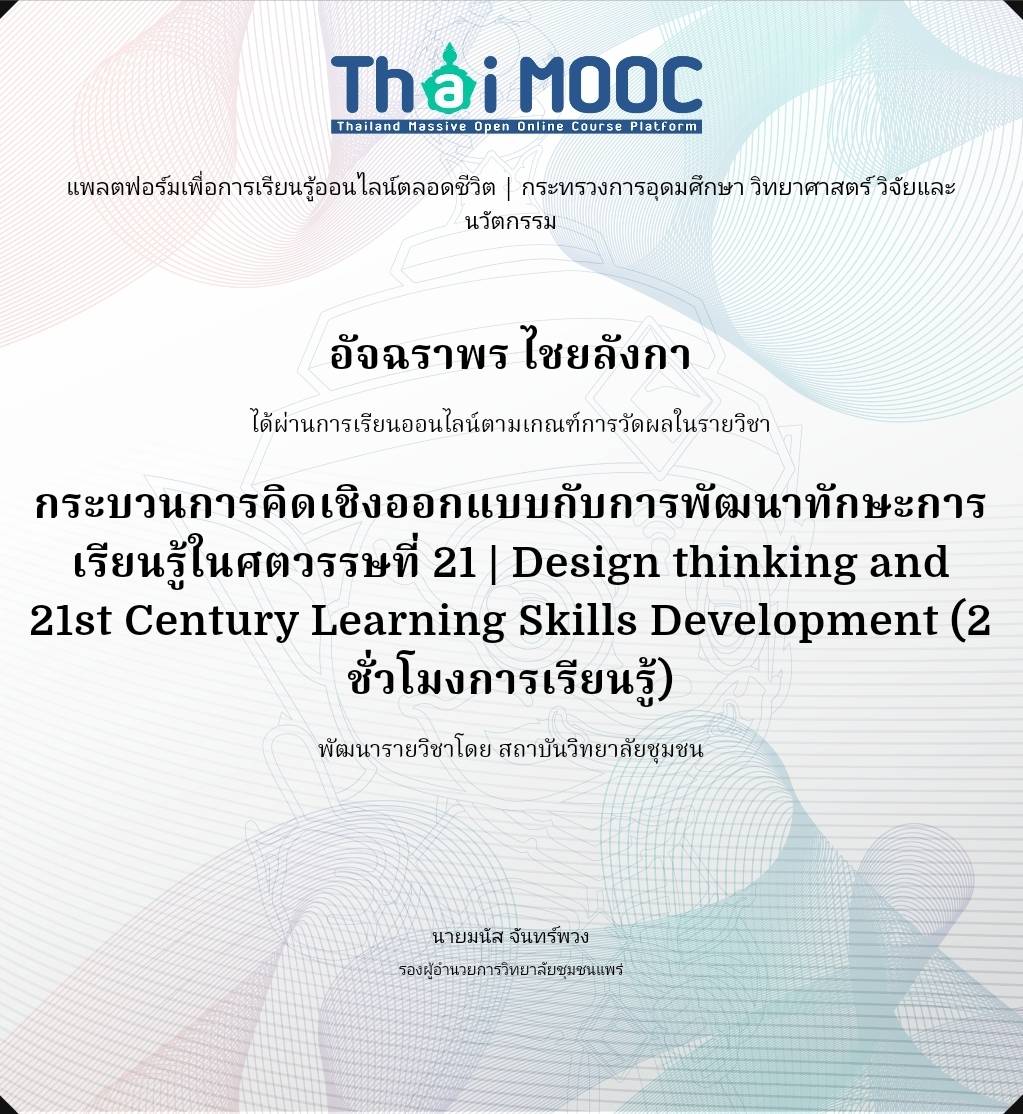 Thai MOOC
Thailand Massive Open Online Course Platform
แพลตฟอร์มเพื่อการเรียนรู้ออนไลน์ตลอดชีวิต | กระทรวงการอุดมศึกษา วิทยาศาสตร์ วิจัยและ
นวัตกรรม
อัจฉราพร ไชยลังกา
ได้ผ่านการเรียนออนไลน์ตามเกณฑ์การวัดผลในรายวิชา
กระบวนการคิดเชิงออกแบบกับการพัฒนาทักษะการ
เรียนรู้ในศตวรรษที่ 21 | Design thinking and
21st Century Learning Skills Development (2
ชั่วโมงการเรียนรู้)
พัฒนารายวิชาโดย สถาบันวิทยาลัยชุมชน
นายมนัส จันทร์พวง
รองผู้อำนวยการวิทยาลัยชุมชนแพร่